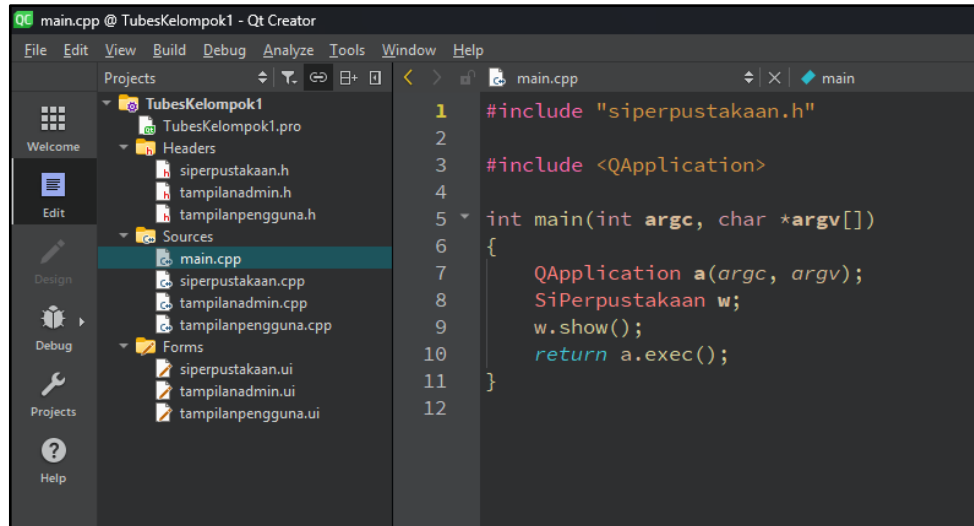 QC main.cpp @ TubesKelompok1 - Qt Creator
File Edit View Build Debug Analyze Tools Window Help
Projects
main.cpp
main
Welcome
Edit
Design
Debug
Projects
Help
TubesKelompok1
TubesKelompok1.pro
Headers
siperpustakaan.h
tampilanadmin.h
tampilanpengguna.h
Sources
main.cpp
siperpustakaan.cpp
tampilanadmin.cpp
tampilanpengguna.cpp
Forms
siperpustakaan.ui
tampilanadmin.ui
tampilanpengguna.ui
1 #include "siperpustakaan.h"
2
3 #include <QApplication>
4
5 int main(int argc, char *argv[])
6 {
7 QApplication a(argc, argv);
8 SiPerpustakaan w;
9 w.show();
10 return a.exec();
11 }
12